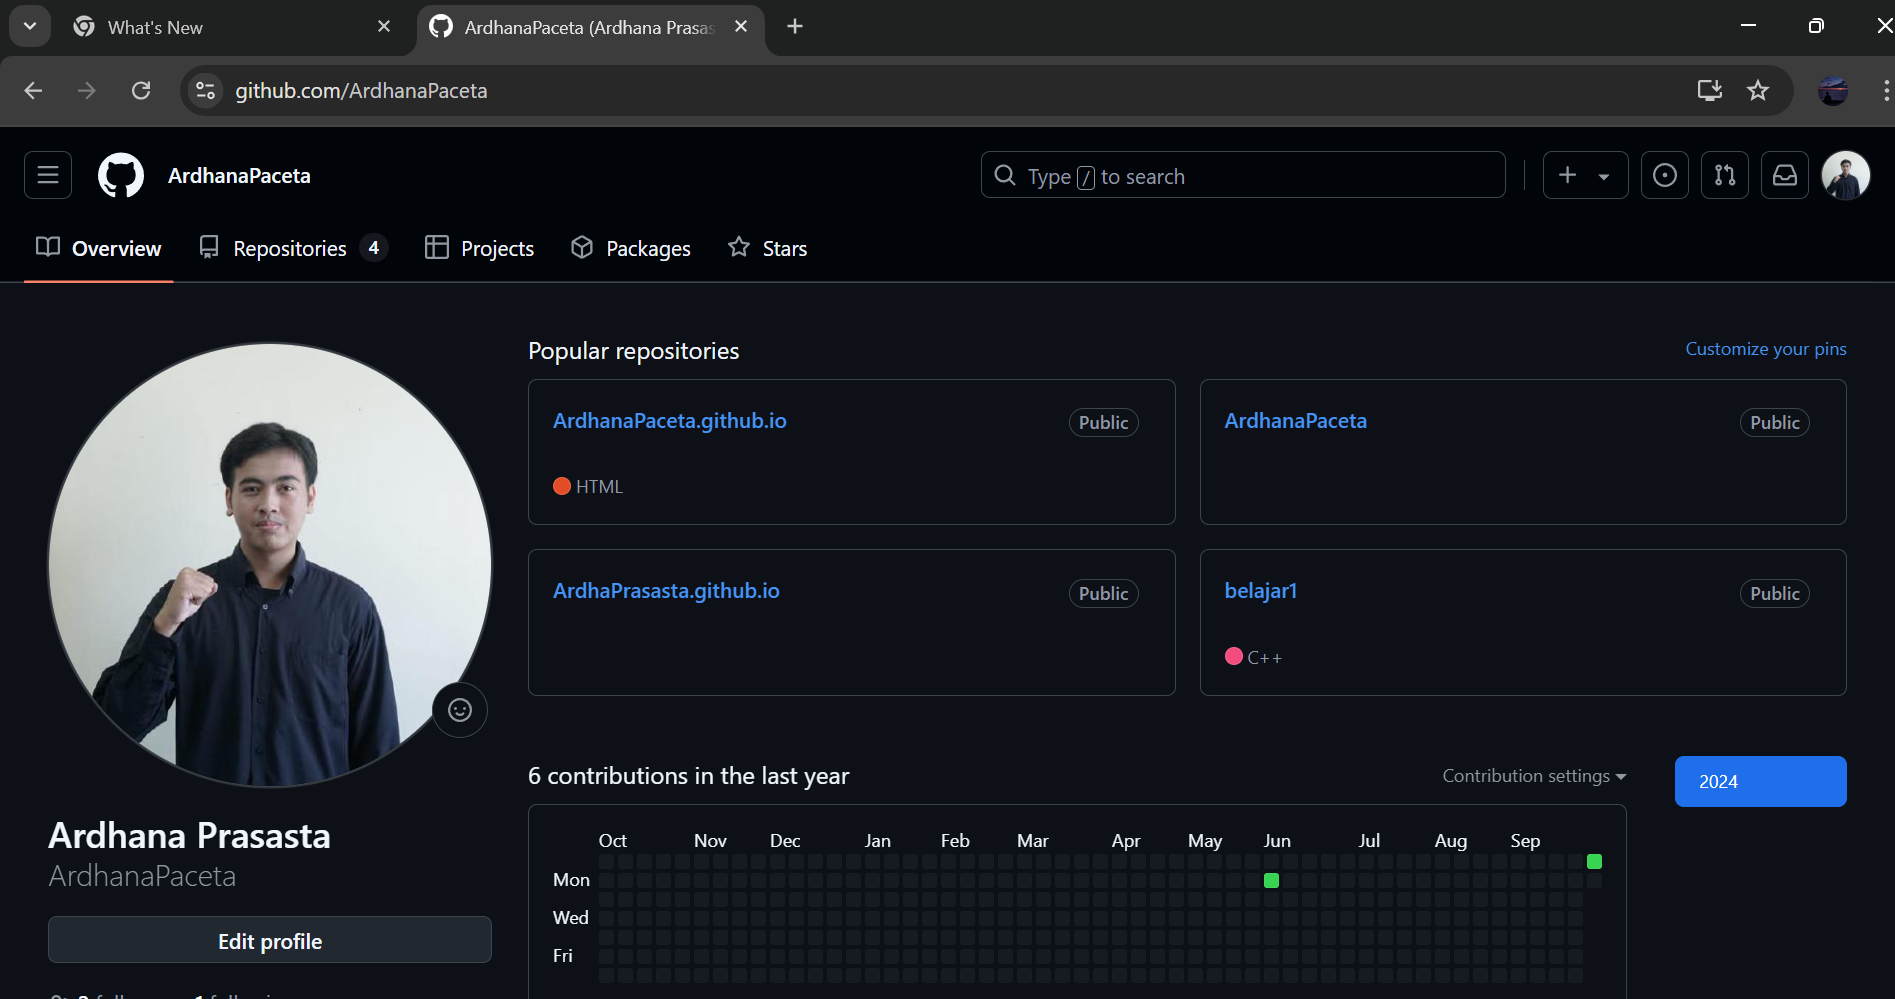 What's New
ArdhanaPaceta (Ardhana Prasas
github.com/ArdhanaPaceta
ArdhanaPaceta
Type / to search
Overview
Repositories 4
Projects
Packages
Stars
Popular repositories
Customize your pins
ArdhanaPaceta.github.io
Public
HTML
ArdhanaPaceta
Public
ArdhaPrasasta.github.io
Public
belajar1
Public
C++
6 contributions in the last year
Contribution settings
2024
Oct Nov Dec Jan Feb Mar Apr May Jun Jul Aug Sep
Mon
Wed
Fri
Ardhana Prasasta
ArdhanaPaceta
Edit profile